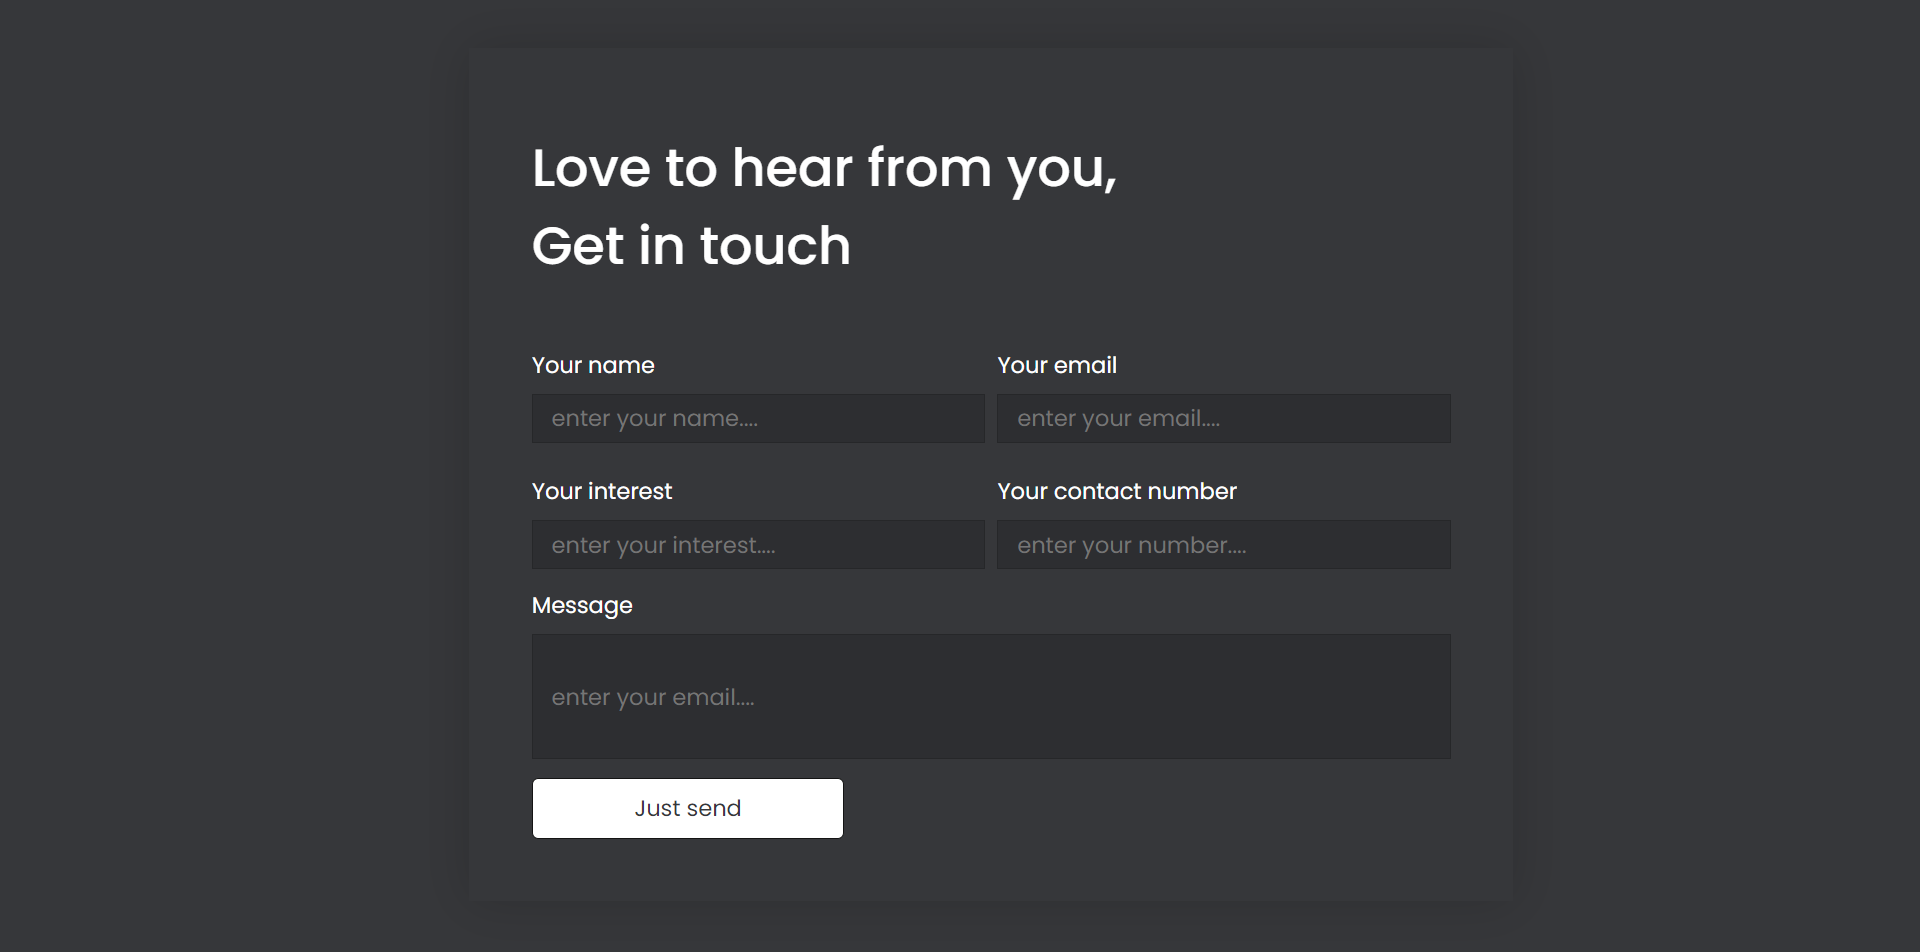 Love to hear from you,
Get in touch
Your name
Your email
enter your name....
enter your email....
Your interest
Your contact number
enter your interest....
enter your number....
Message
enter your email....
Just send